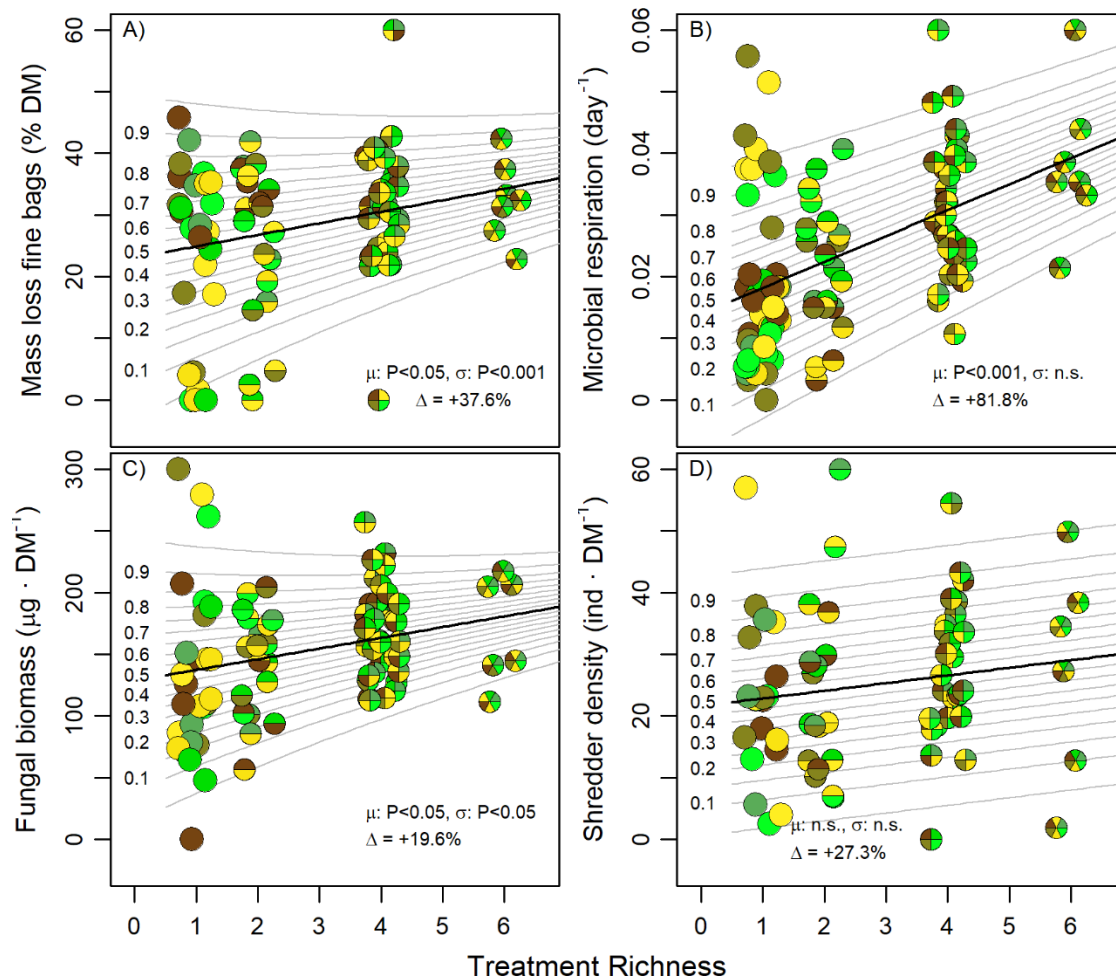 A)
Mass loss fine bags (% DM)
60
40
20
0
0.9
0.8
0.7
0.6
0.5
0.4
0.3
0.2
0.1
μ: P<0.05, σ: P<0.001
Δ = +37.6%
B)
Microbial respiration (day⁻¹)
0.06
0.04
0.02
0
0.9
0.8
0.7
0.6
0.5
0.4
0.3
0.2
0.1
μ: P<0.001, σ: n.s.
Δ = +81.8%
C)
Fungal biomass (μg · DM⁻¹)
300
200
100
0
0.9
0.8
0.7
0.6
0.5
0.4
0.3
0.2
0.1
μ: P<0.05, σ: P<0.05
Δ = +19.6%
0 1 2 3 4 5 6
D)
Shredder density (ind · DM⁻¹)
60
40
20
0
0.9
0.8
0.7
0.6
0.5
0.4
0.3
0.2
0.1
μ: n.s., σ: n.s.
Δ = +27.3%
0 1 2 3 4 5 6
Treatment Richness